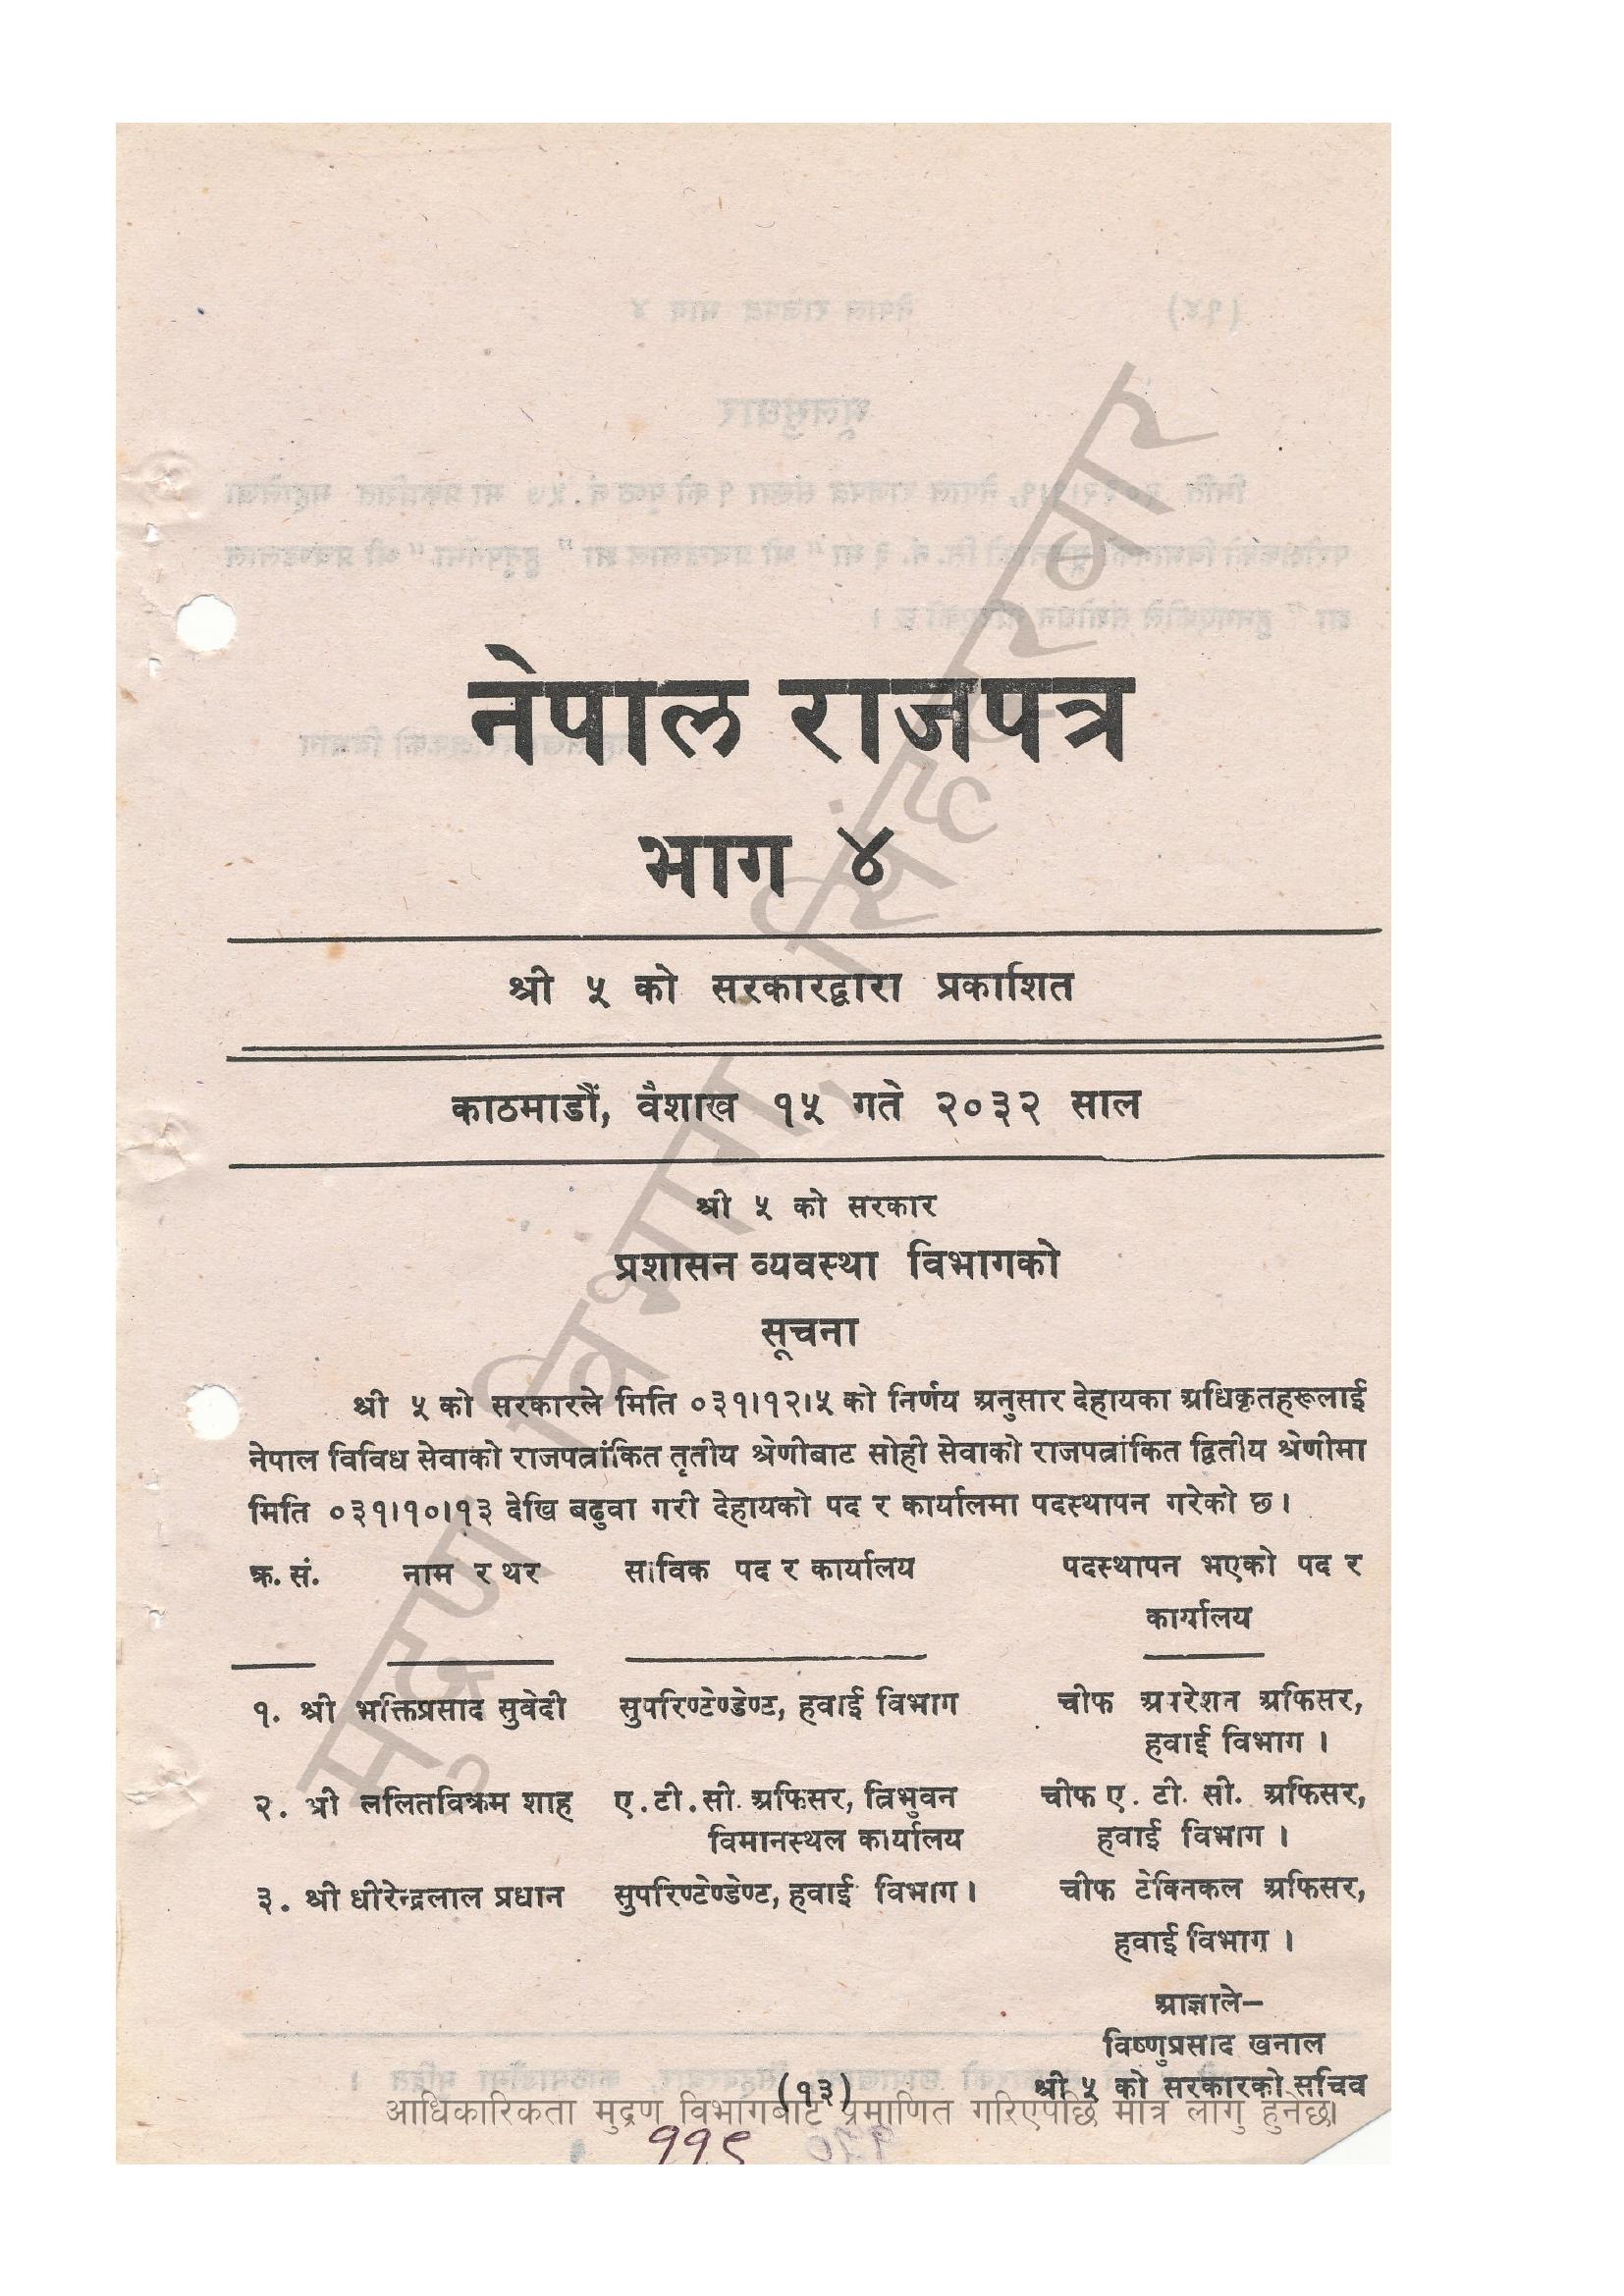 नेपाल राजपत्र
भाग ४
श्री ५ को सरकारद्वारा प्रकाशित
काठमाडौं, वैशाख १५ गते २०३२ साल
श्री ५ को सरकार
प्रशासन व्यवस्था विभागको
सूचना
श्री ५ को सरकारले मिति ०३१।१२।५ को निर्णय अनुसार देहायका अधिकृतहरूलाई
नेपाल विविध सेवाको राजपत्रांकित तृतीय श्रेणीबाट सोही सेवाको राजपत्रांकित द्वितीय श्रेणीमा
मिति ०३१।१०।१३ देखि बढुवा गरी देहायको पद र कार्यालमा पदस्थापन गरेको छ।
क्र. सं. नाम र थर साविक पद र कार्यालय पदस्थापन भएको पद र
कार्यालय
१. श्री भक्तिप्रसाद सुवेदी सुपरिण्टेण्डेण्ट, हवाई विभाग चीफ अपरेशन अफिसर,
हवाई विभाग ।
२. श्री ललितविक्रम शाह ए. टी. सी. अफिसर, त्रिभुवन चीफ ए. टी. सी. अफिसर,
विमानस्थल कार्यालय हवाई विभाग ।
३. श्री धीरेन्द्रलाल प्रधान सुपरिण्टेण्डेण्ट, हवाई विभाग । चीफ टेक्निकल अफिसर,
हवाई विभाग ।
आज्ञाले–
विष्णुप्रसाद खनाल
श्री ५ को सरकारको सचिव
(१३)
आधिकारिकता मुद्रण विभागबाट प्रमाणित गरिएपछि मात्र लागु हुनेछ।
११९
मुद्रण विभाग, सिंहदरबार